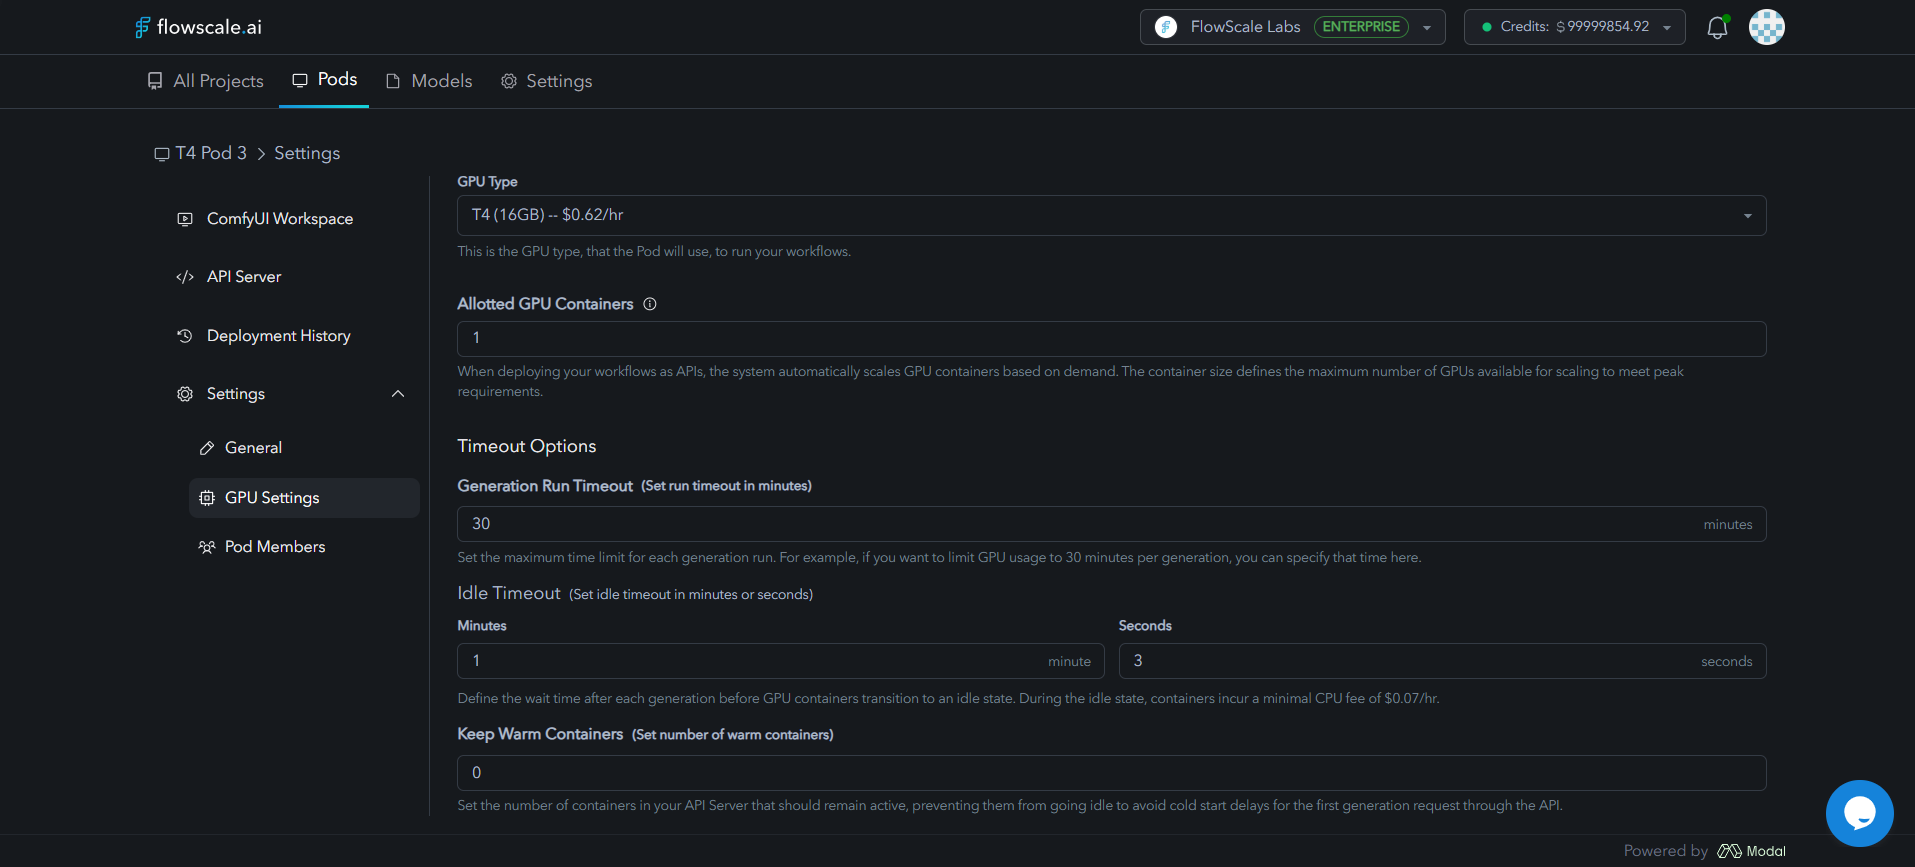 flowscale.ai
FlowScale Labs ENTERPRISE
Credits: $ 99999854.92
All Projects
Pods
Models
Settings
T4 Pod 3 > Settings
ComfyUI Workspace
API Server
Deployment History
Settings
General
GPU Settings
Pod Members
GPU Type
T4 (16GB) -- $0.62/hr
This is the GPU type, that the Pod will use, to run your workflows.
Allotted GPU Containers
1
When deploying your workflows as APIs, the system automatically scales GPU containers based on demand. The container size defines the maximum number of GPUs available for scaling to meet peak
requirements.
Timeout Options
Generation Run Timeout (Set run timeout in minutes)
30 minutes
Set the maximum time limit for each generation run. For example, if you want to limit GPU usage to 30 minutes per generation, you can specify that time here.
Idle Timeout (Set idle timeout in minutes or seconds)
Minutes
1 minute
Seconds
3 seconds
Define the wait time after each generation before GPU containers transition to an idle state. During the idle state, containers incur a minimal CPU fee of $0.07/hr.
Keep Warm Containers (Set number of warm containers)
0
Set the number of containers in your API Server that should remain active, preventing them from going idle to avoid cold start delays for the first generation request through the API.
Powered by Modal